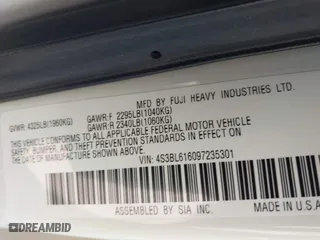 MFD BY FUJI HEAVY INDUSTRIES LTD.
GVWR: 4325LB(1960KG) GAWR:F 2295LB(1040KG)
GAWR:R 2340LB(1060KG)
THIS VEHICLE CONFORMS TO ALL APPLICABLE FEDERAL MOTOR VEHICLE
SAFETY, BUMPER, AND THEFT PREVENTION STANDARDS IN EFFECT ON THE
DATE OF MANUFACTURE SHOWN ABOVE.
VIN: 4S3BL616097235301
ASSEMBLED BY SIA INC. IN U.S.A
DEALERSHIP.CC